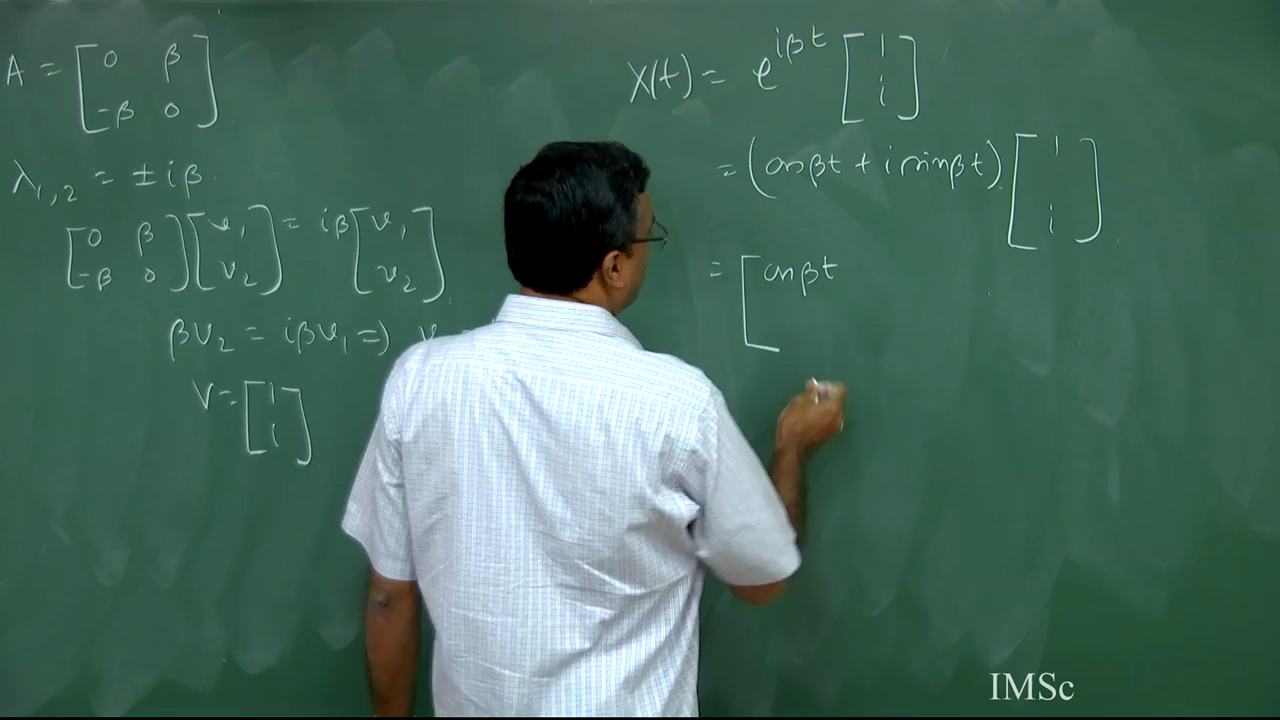 A = [0 β
-β 0]
λ1,2 = ± iβ
[0 β
-β 0] [v1
v2] = iβ [v1
v2]
βv2 = iβv1 ⇒
V = [1
i]
X(t) = e^{iβt} [1
i]
= (cosβt + i sinβt) [1
i]
= [cosβt
IMSc